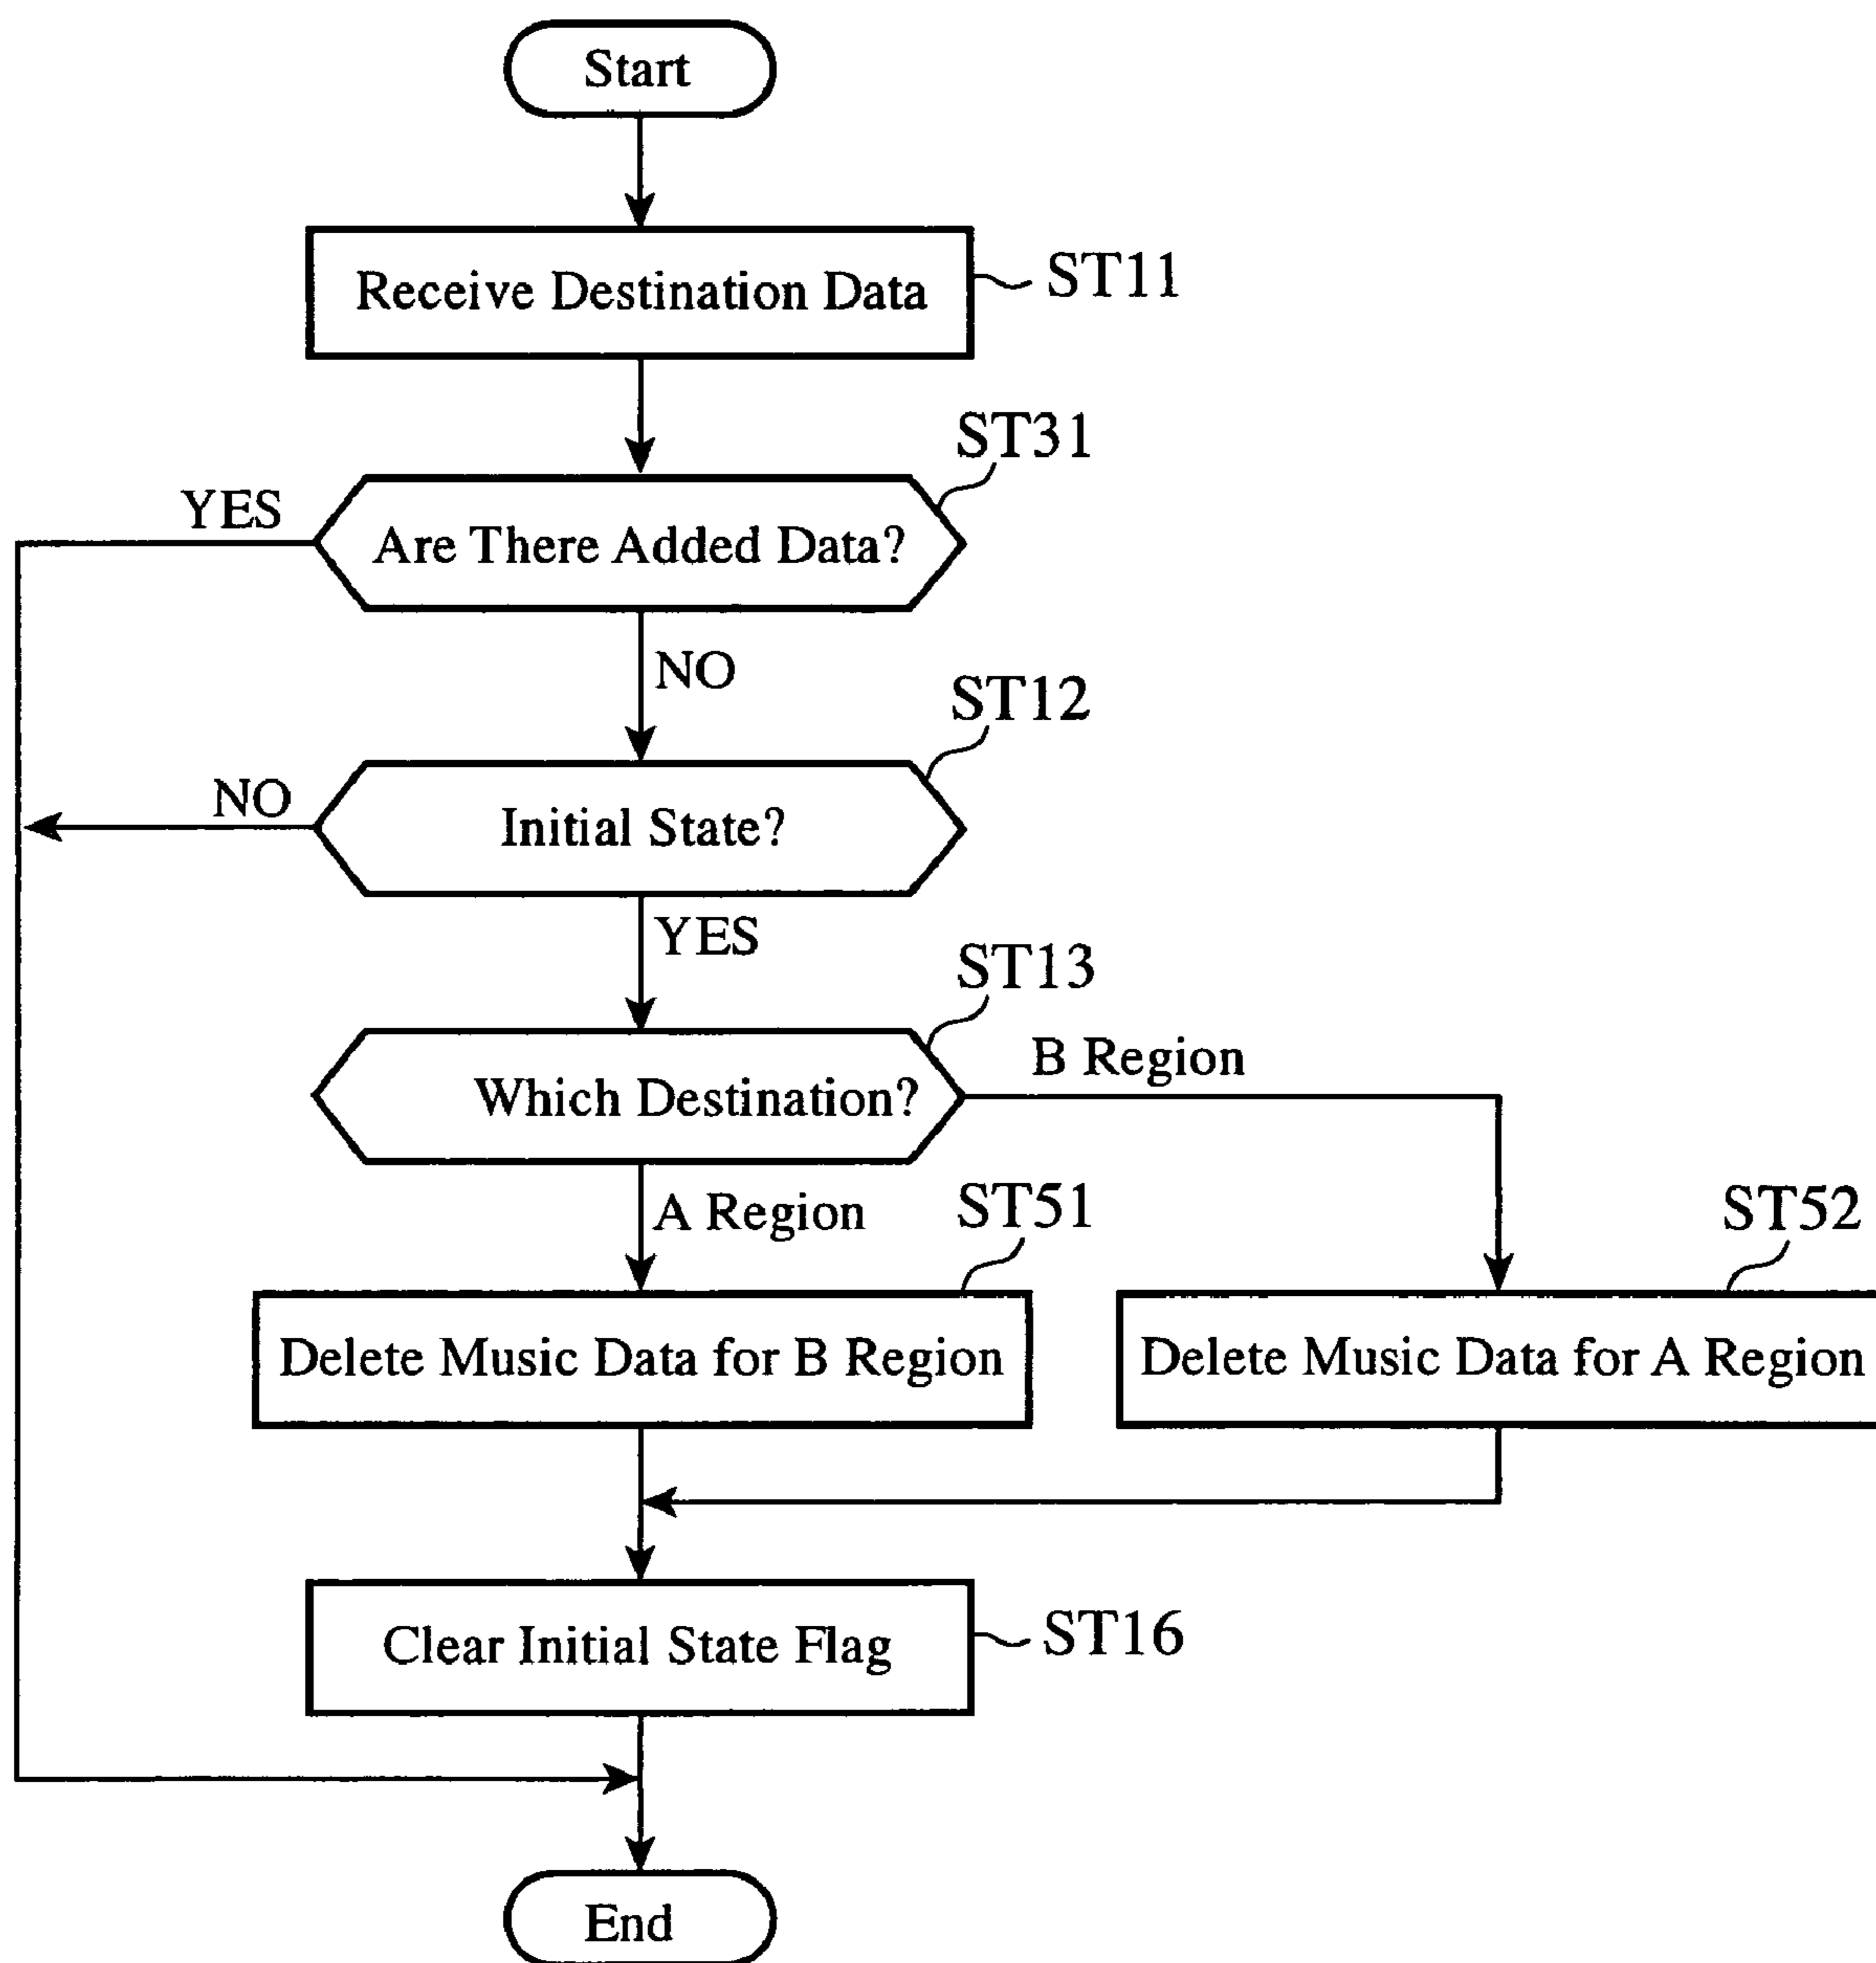 Start
Receive Destination Data
ST11
ST31
YES
Are There Added Data?
NO
ST12
NO
Initial State?
YES
ST13
Which Destination?
B Region
A Region
ST51
ST52
Delete Music Data for B Region
Delete Music Data for A Region
Clear Initial State Flag
ST16
End